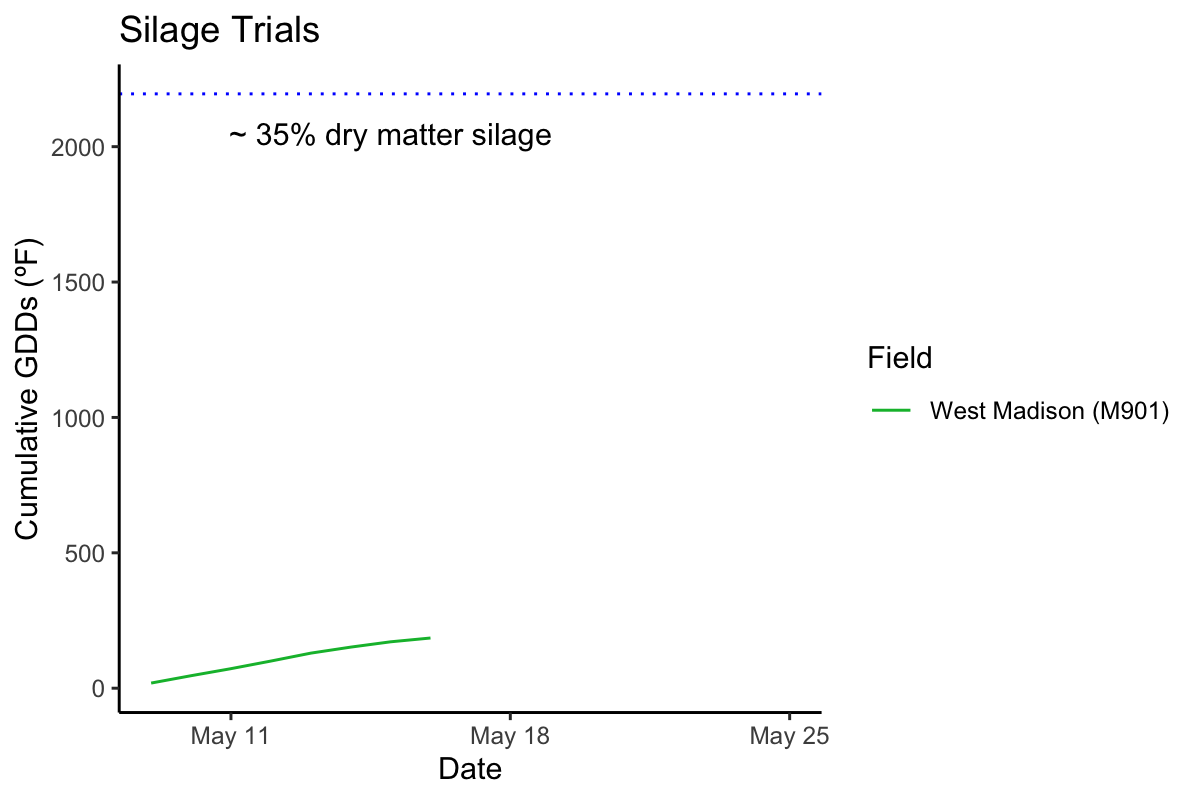 Silage Trials
~ 35% dry matter silage
2000
1500
1000
500
0
Cumulative GDDs (ºF)
May 11
May 18
May 25
Date
Field
West Madison (M901)